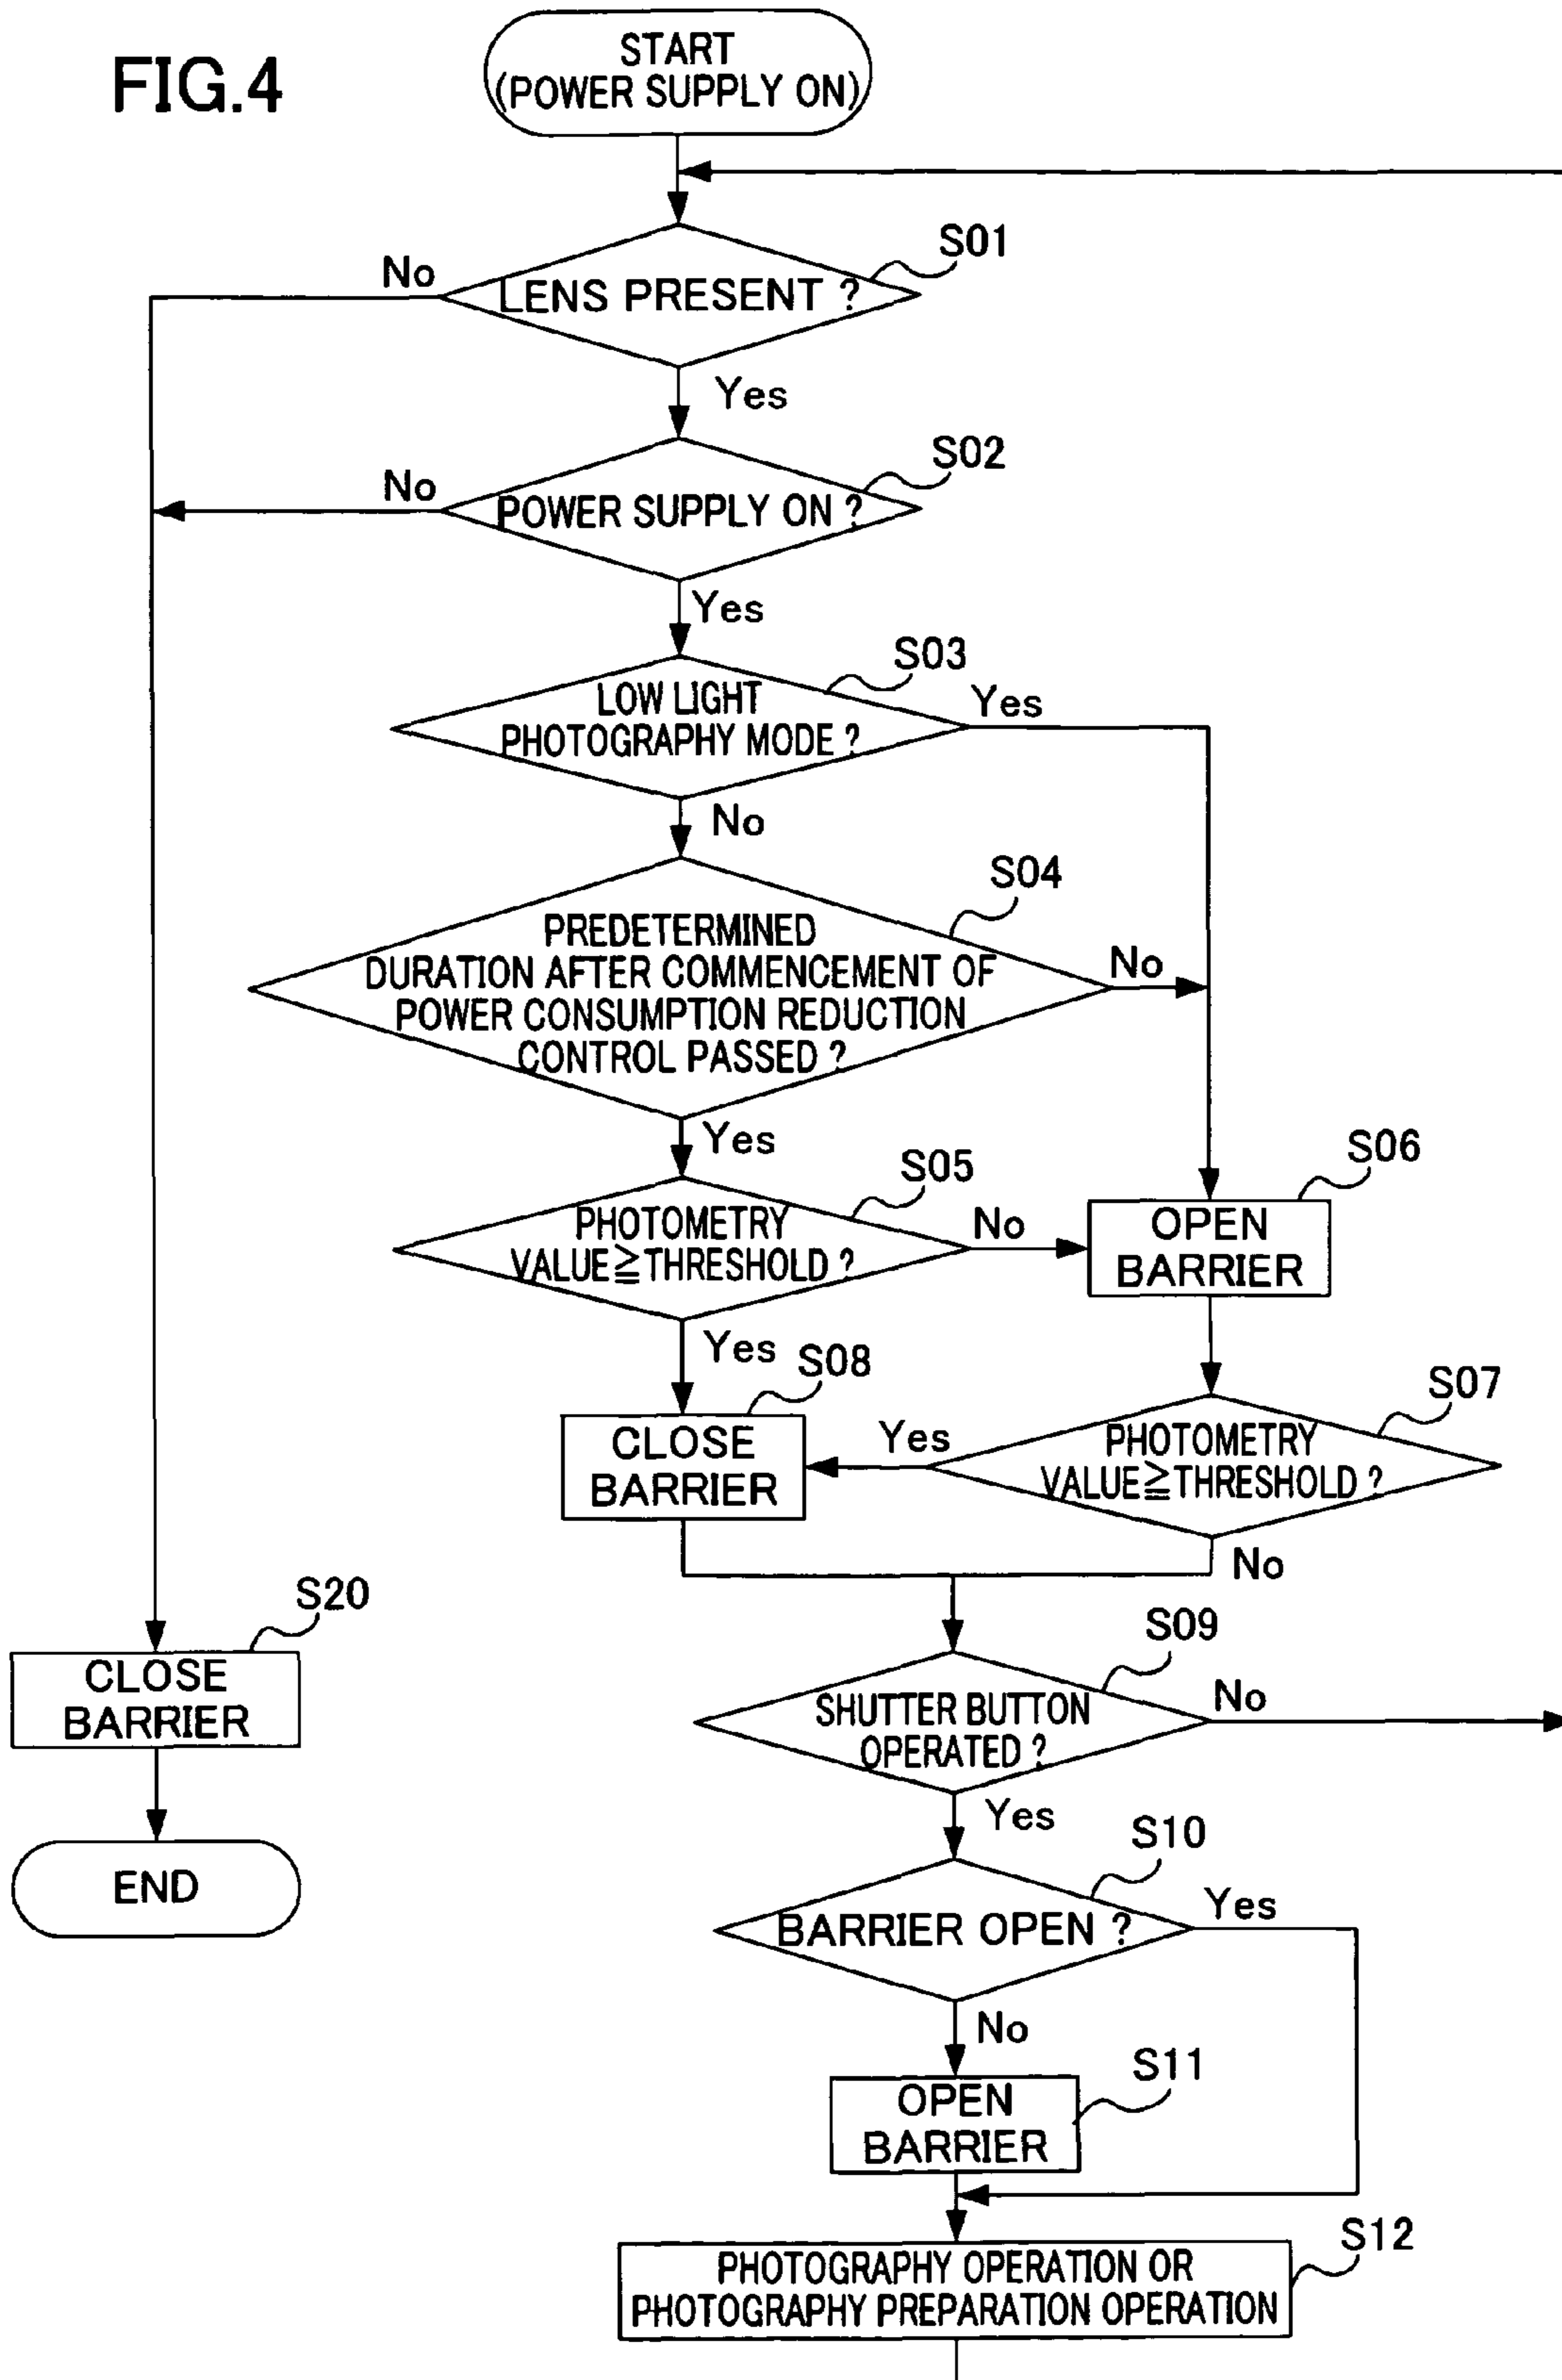 FIG.4
START
(POWER SUPPLY ON)
S01
No
LENS PRESENT ?
Yes
S02
No
POWER SUPPLY ON ?
Yes
S03
LOW LIGHT
PHOTOGRAPHY MODE ?
Yes
No
S04
PREDETERMINED
DURATION AFTER COMMENCEMENT OF
POWER CONSUMPTION REDUCTION
CONTROL PASSED ?
No
Yes
S05
S06
PHOTOMETRY
VALUE≧THRESHOLD ?
No
OPEN
BARRIER
Yes
S08
S07
CLOSE
BARRIER
Yes
PHOTOMETRY
VALUE≧THRESHOLD ?
No
S20
CLOSE
BARRIER
END
S09
SHUTTER BUTTON
OPERATED ?
No
Yes
S10
BARRIER OPEN ?
Yes
No
S11
OPEN
BARRIER
S12
PHOTOGRAPHY OPERATION OR
PHOTOGRAPHY PREPARATION OPERATION